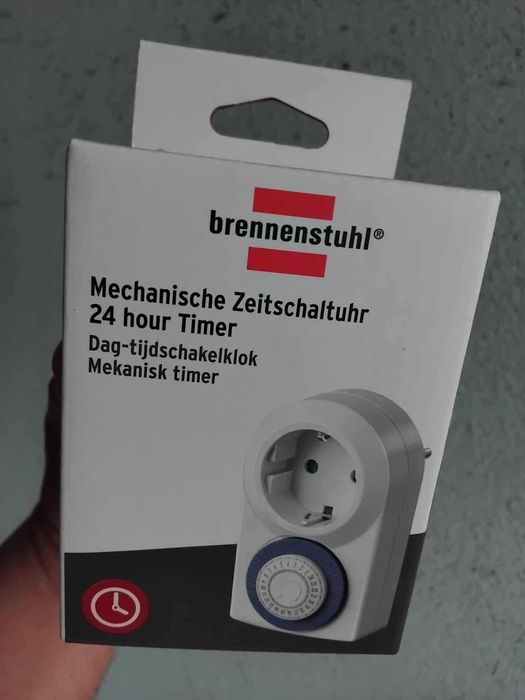 brennenstuhl®
Mechanische Zeitschaltuhr
24 hour Timer
Dag-tijdschakelklok
Mekanisk timer